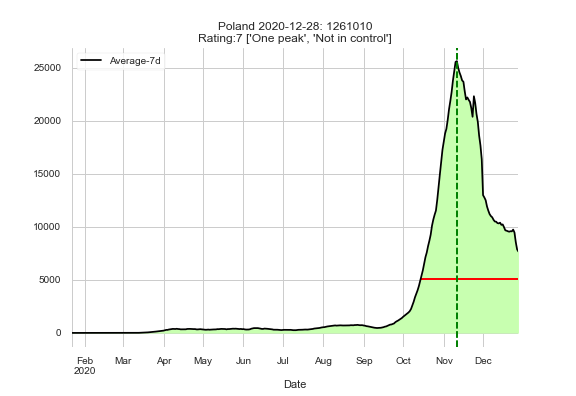 Poland 2020-12-28: 1261010
Rating:7 ['One peak', 'Not in control']
Average-7d
25000
20000
15000
10000
5000
0
Feb Mar Apr May Jun Jul Aug Sep Oct Nov Dec
2020
Date